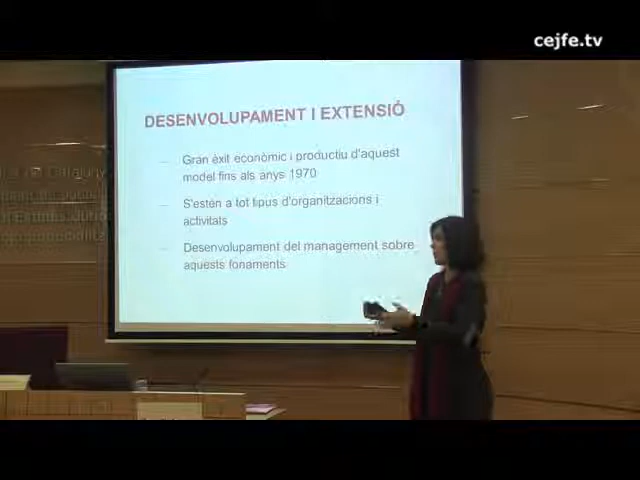 cejfe.tv
DESENVOLUPAMENT I EXTENSIÓ
Gran èxit econòmic i productiu d'aquest
model fins als anys 1970
S'estén a tot tipus d'organitzacions i
activitats
Desenvolupament del management sobre
aquests fonaments